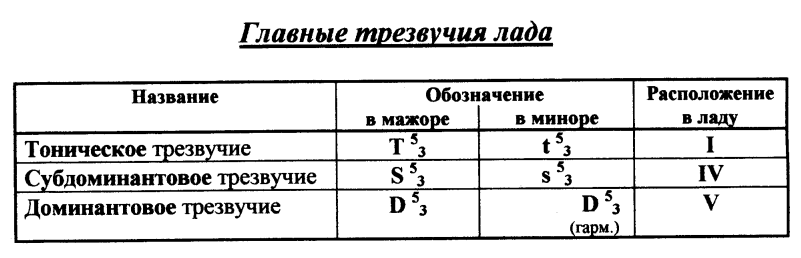 Главные трезвучия лада
Название Обозначение Расположение
в мажоре в миноре в ладу
Тоническое трезвучие T 5 3 t 5 3 I
Субдоминантовое трезвучие S 5 3 s 5 3 IV
Доминантовое трезвучие D 5 3 D 5 3 V
(гарм.)